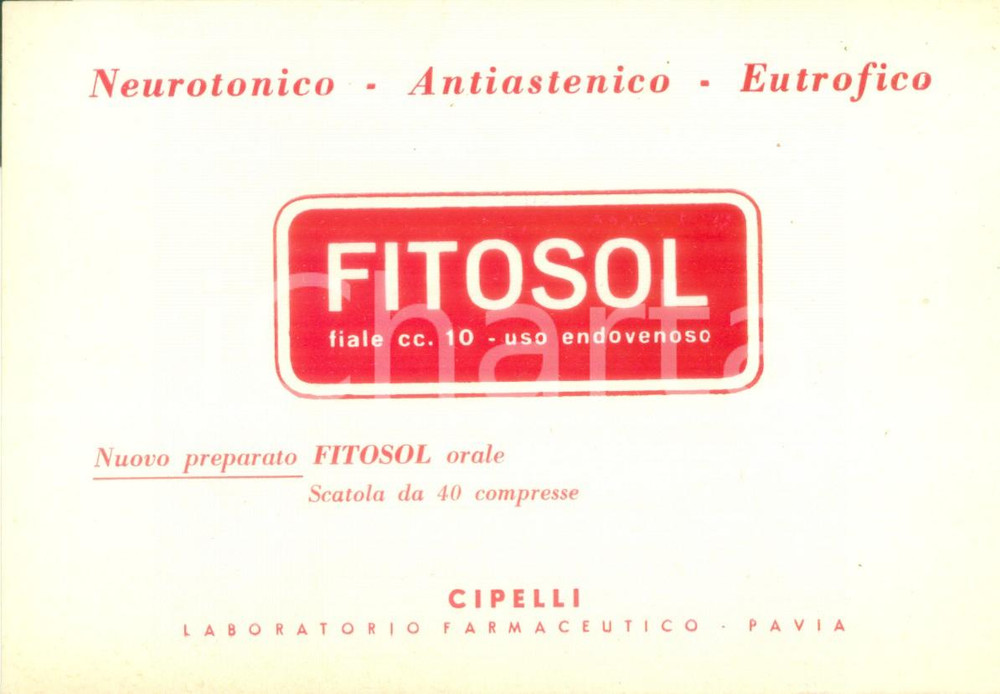 Neurotonico - Antiastenico - Eutrofico
FITOSOL
fiale cc. 10 - uso endovenoso
iCharta
Nuovo preparato FITOSOL orale
Scatola da 40 compresse
CIPELLI
LABORATORIO FARMACEUTICO - PAVIA